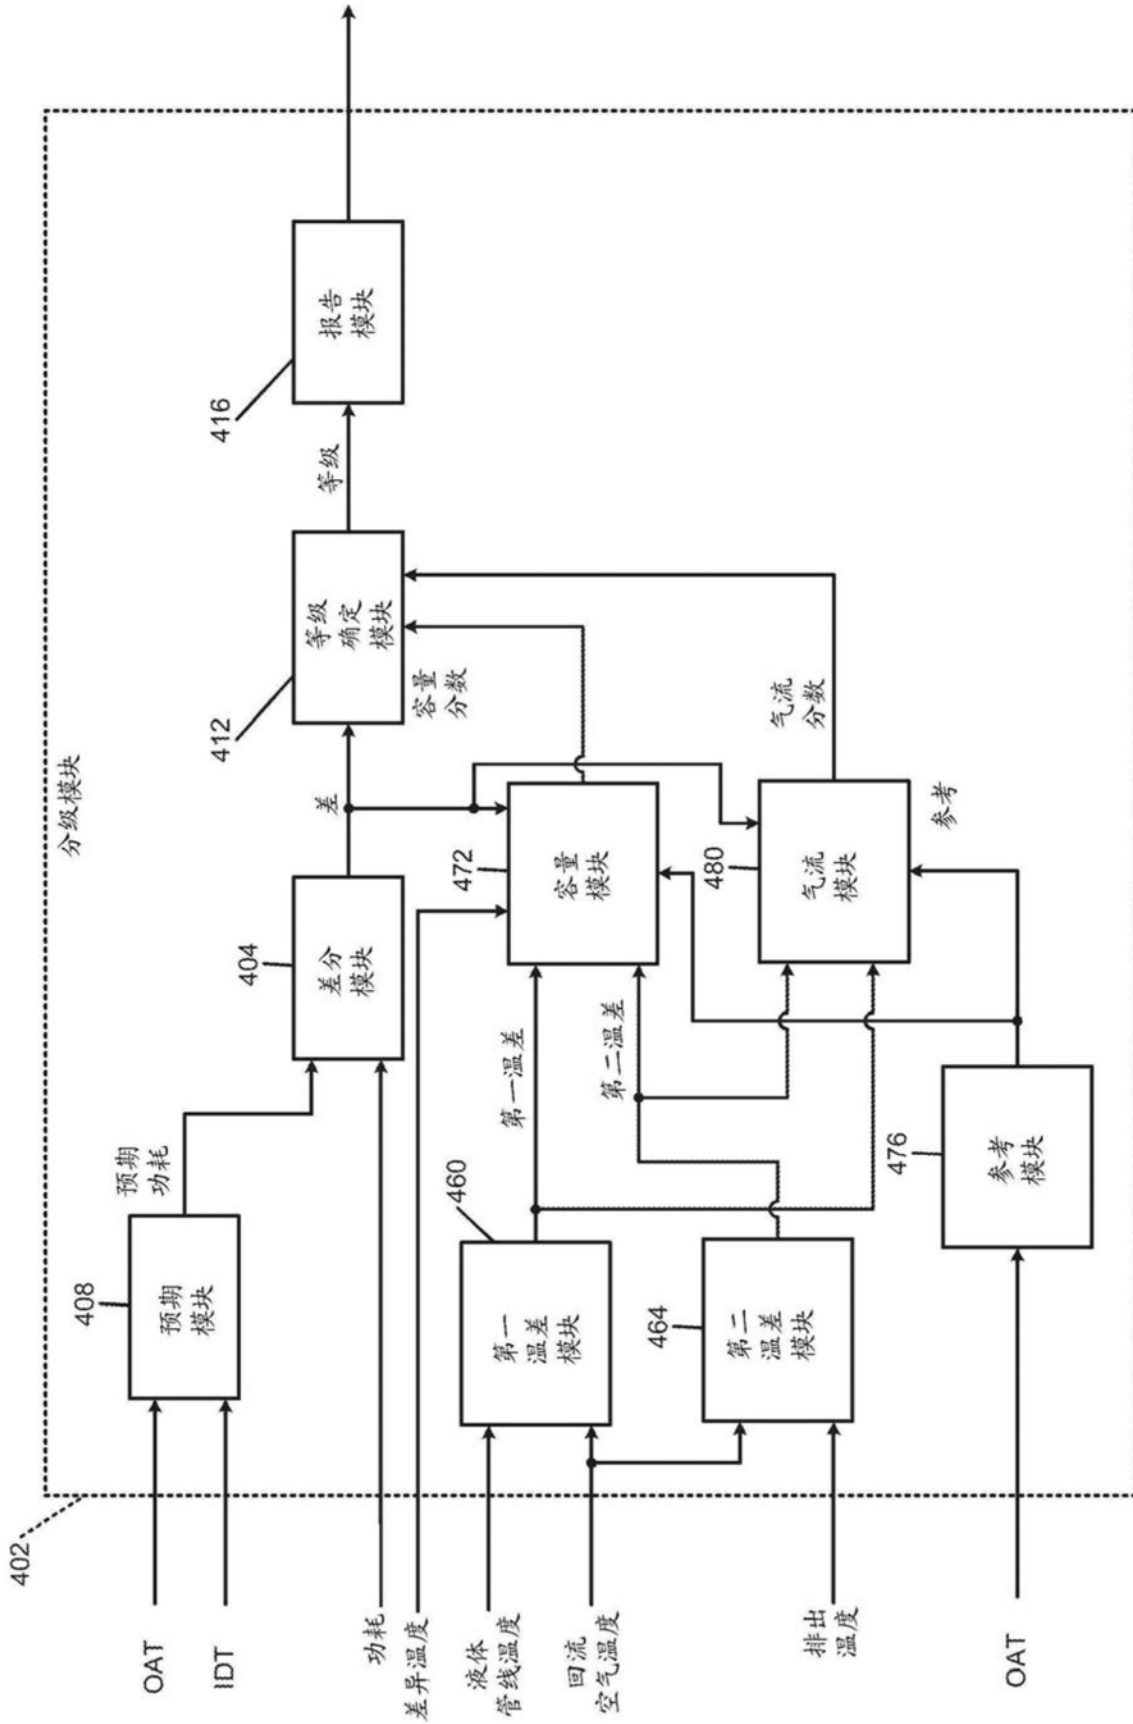 分级模块
402
OAT
IDT
408
预期
模块
预期
功耗
功耗
404
差分
模块
差
412
等级
确定
模块
等级
416
报告
模块
差异温度
液体
管线温度
回流
空气温度
460
第一
温差
模块
第一温差
472
容量
模块
容量
分数
排出
温度
464
第二
温差
模块
第二温差
480
气流
模块
气流
分数
OAT
476
参考
模块
参考